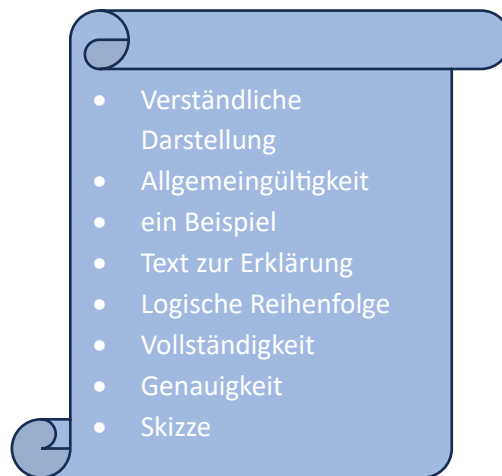 • Verständliche
Darstellung
• Allgemeingültigkeit
• ein Beispiel
• Text zur Erklärung
• Logische Reihenfolge
• Vollständigkeit
• Genauigkeit
• Skizze